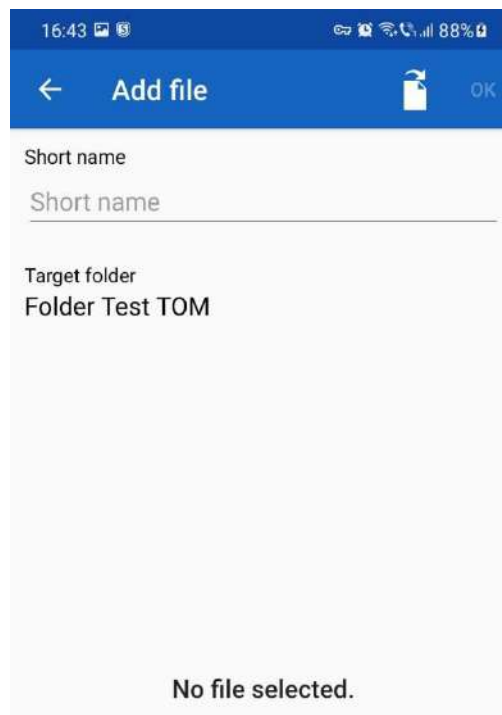 16:43 88%
Add file OK
Short name
Short name
Target folder
Folder Test TOM
No file selected.